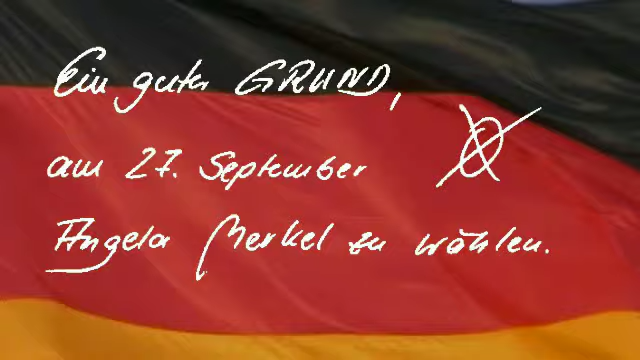 Ein guter GRUND,
am 27. September
Angela Merkel zu wählen.